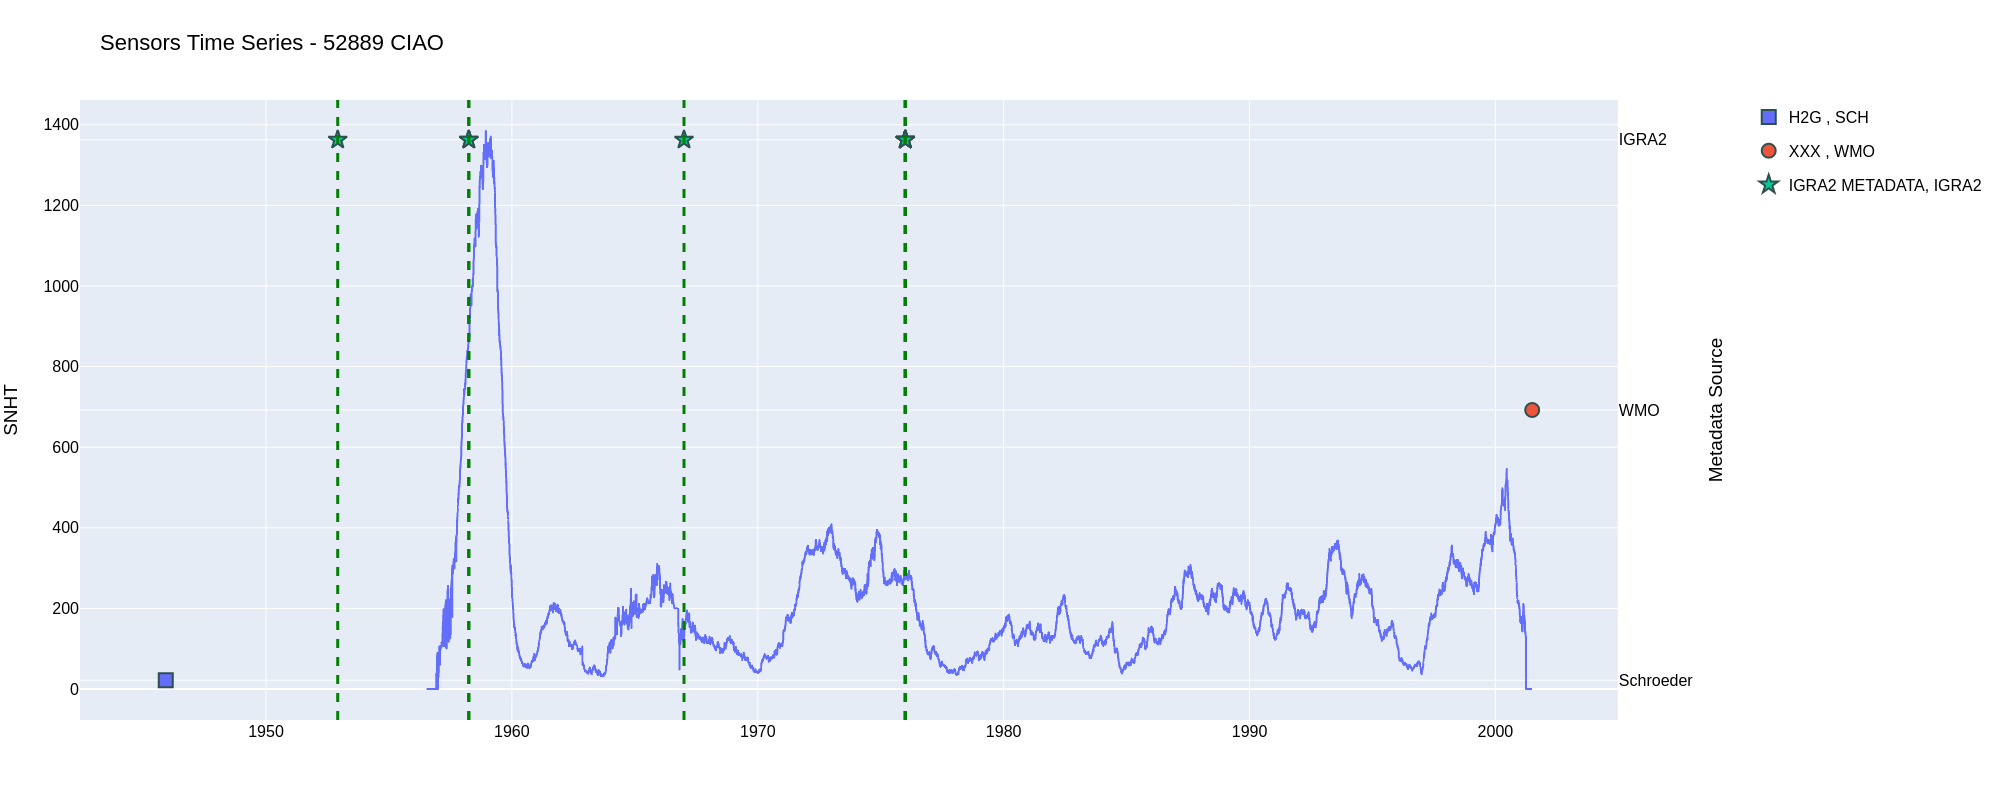 Sensors Time Series - 52889 CIAO
H2G , SCH
XXX , WMO
IGRA2 METADATA, IGRA2
SNHT
1400
1200
1000
800
600
400
200
0
1950
1960
1970
1980
1990
2000
IGRA2
WMO
Schroeder
Metadata Source